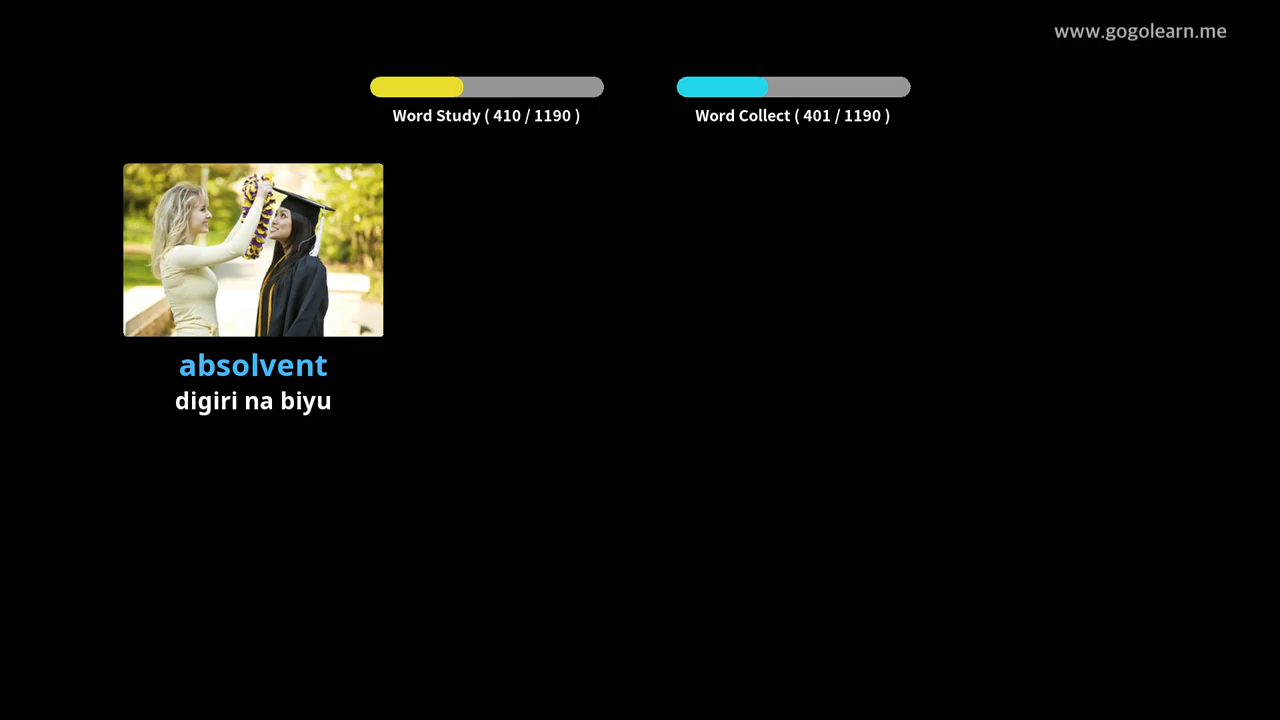 www.gogolearn.me
Word Study ( 410 / 1190 )
Word Collect ( 401 / 1190 )
absolvent
digiri na biyu